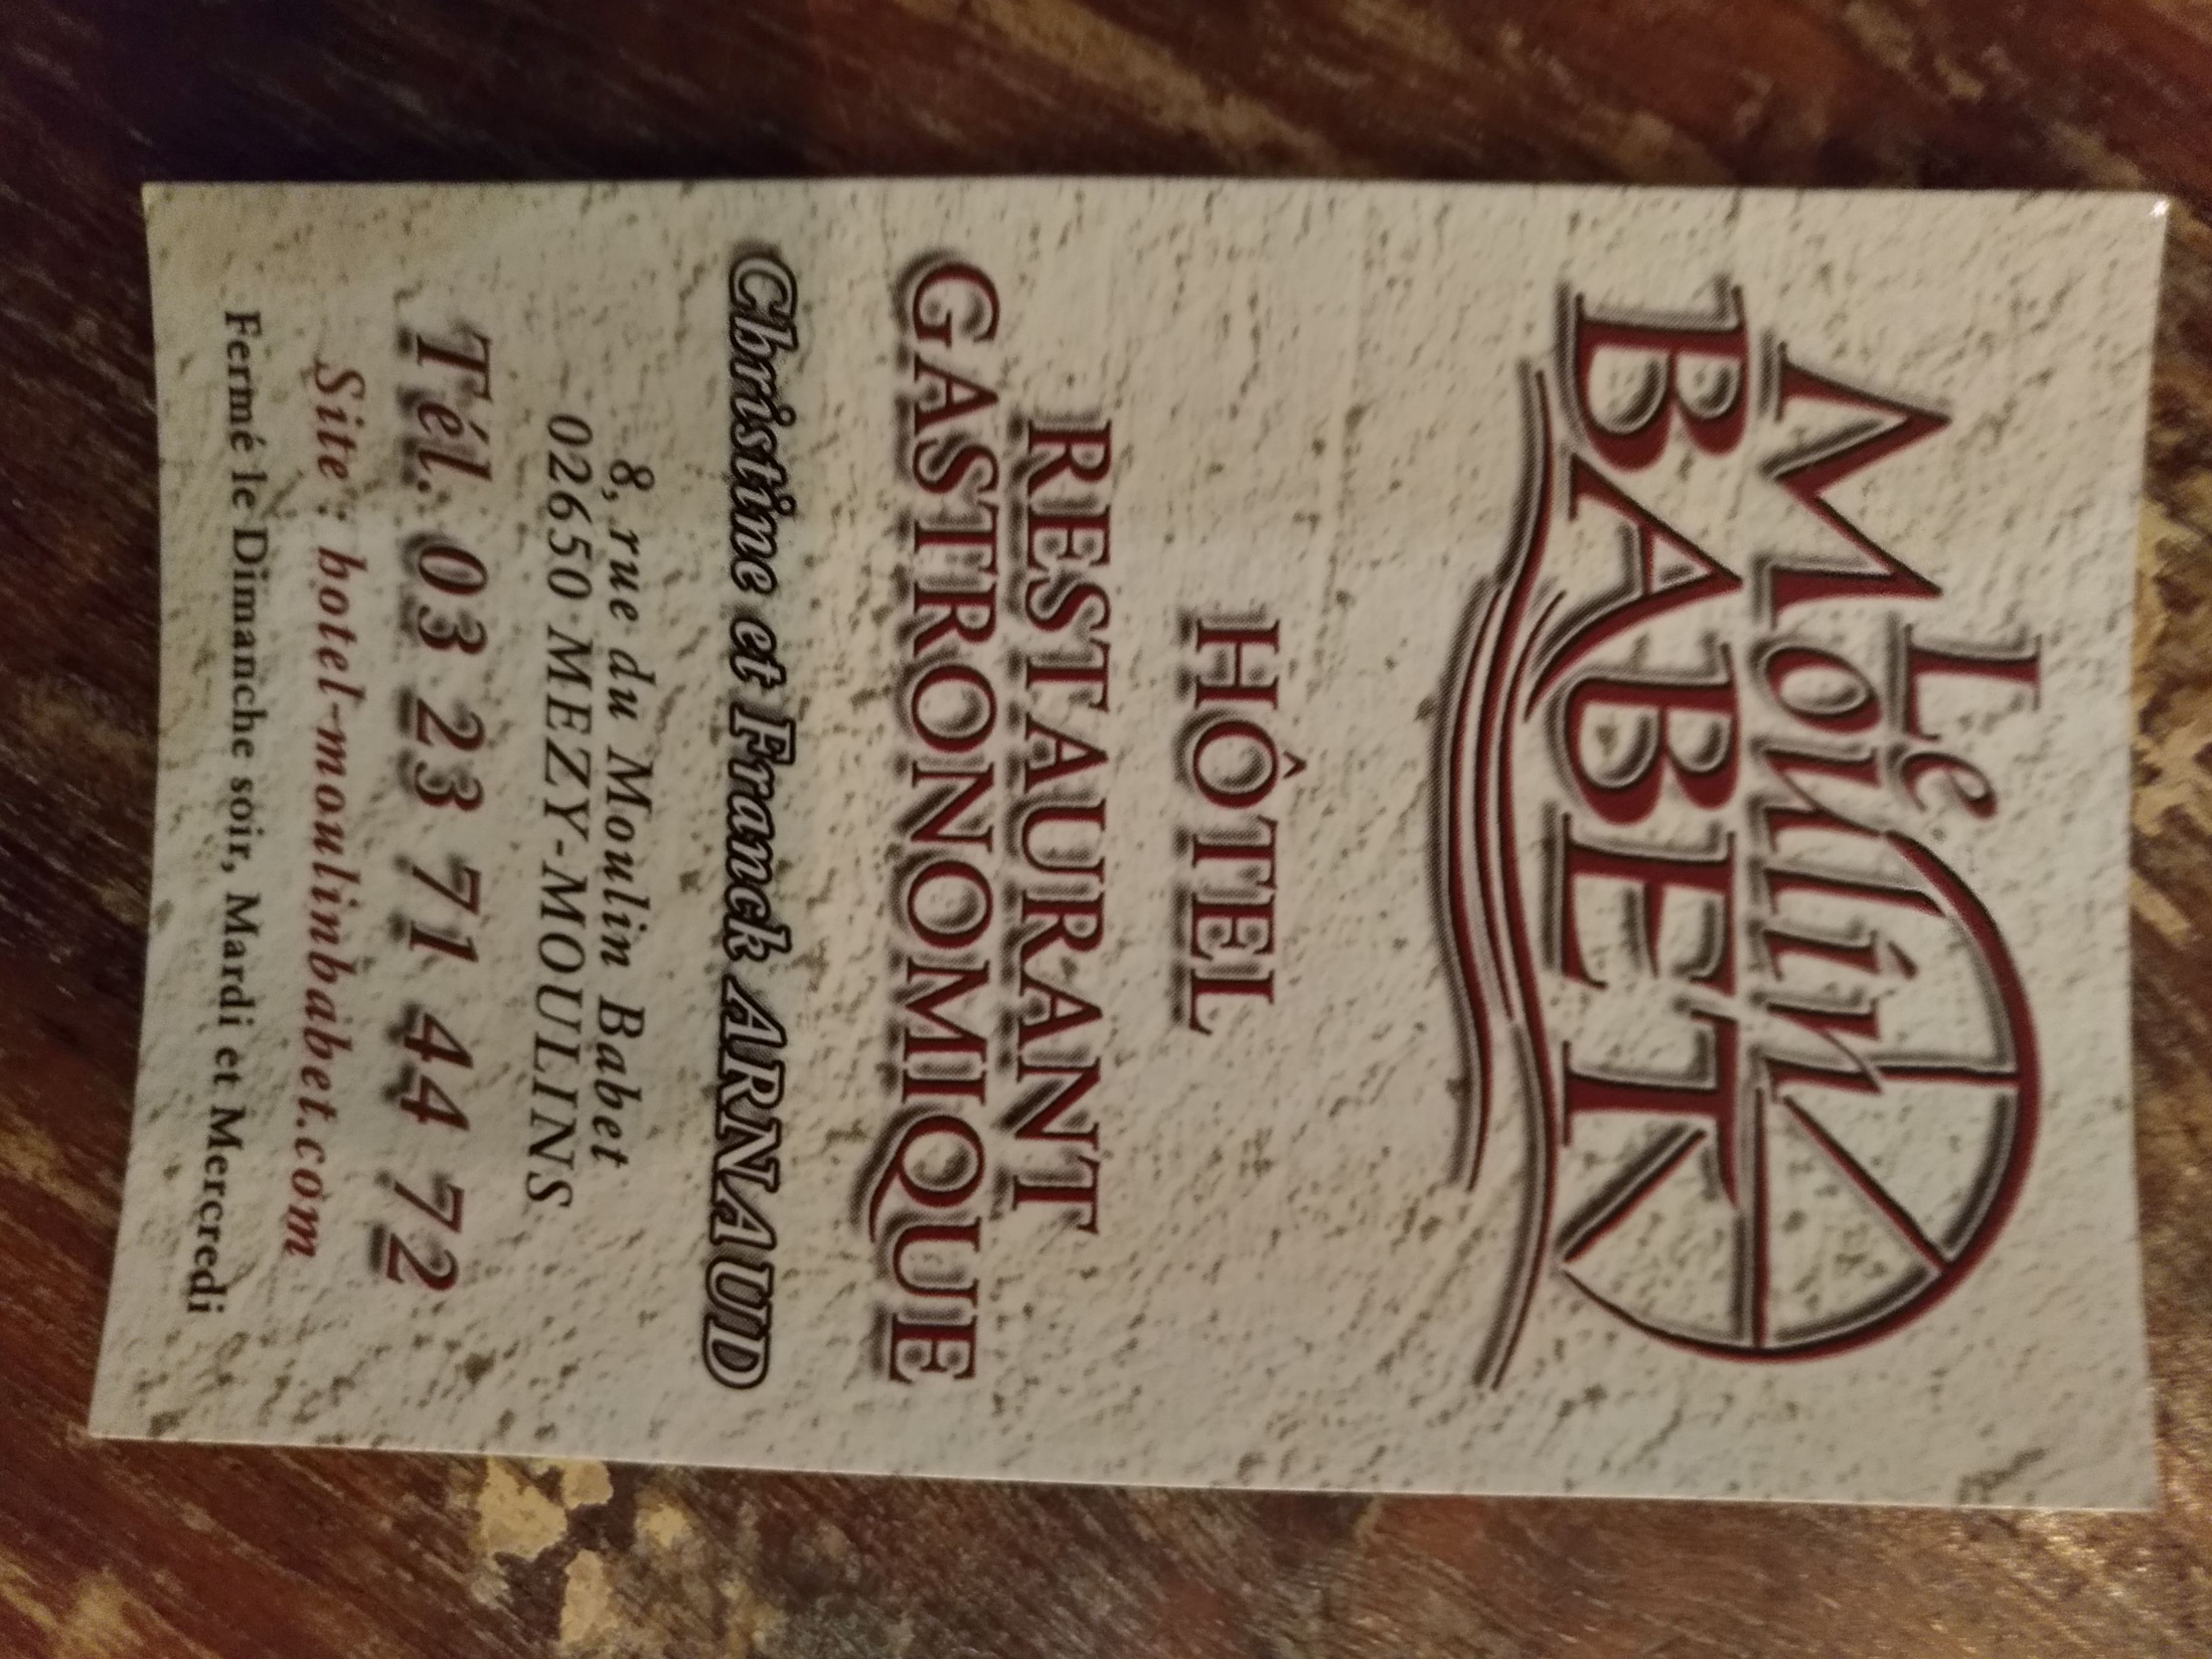 Le
Moulin
BABET
HÔTEL
RESTAURANT
GASTRONOMIQUE
Christine et Franck ARNAUD
8, rue du Moulin Babet
02650 MEZY-MOULINS
Tél. 03 23 71 44 72
Site : hotel-moulinbabet.com
Fermé le Dimanche soir, Mardi et Mercredi